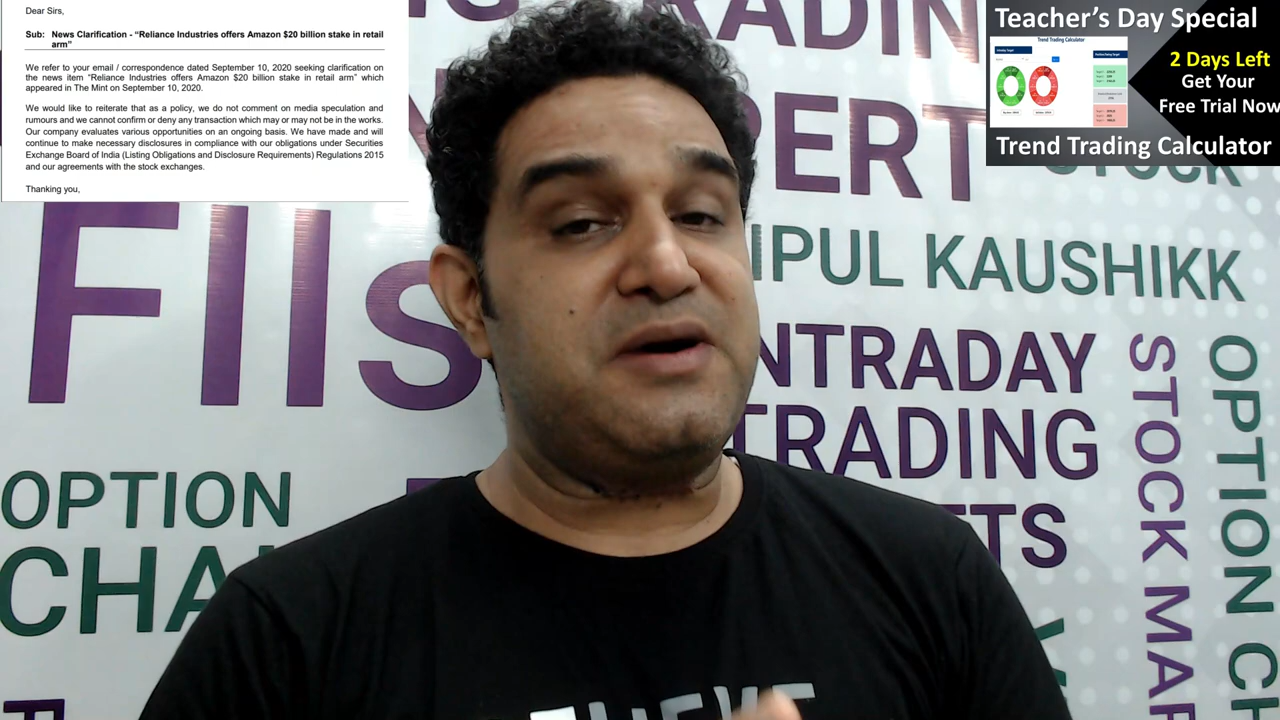 Dear Sirs,
Sub: News Clarification - “Reliance Industries offers Amazon $20 billion stake in retail
arm”
We refer to your email / correspondence dated September 10, 2020 seeking clarification on
the news item “Reliance Industries offers Amazon $20 billion stake in retail arm” which
appeared in The Mint on September 10, 2020.
We would like to reiterate that as a policy, we do not comment on media speculation and
rumours and we cannot confirm or deny any transaction which may or may not be in the works.
Our company evaluates various opportunities on an ongoing basis. We have made and will
continue to make necessary disclosures in compliance with our obligations under Securities
Exchange Board of India (Listing Obligations and Disclosure Requirements) Regulations 2015
and our agreements with the stock exchanges.
Thanking you,
Teacher’s Day Special
Trend Trading Calculator
2 Days Left
Get Your
Free Trial Now
Trend Trading Calculator
RADIN
ERT
STOCK
IPUL KAUSHIKK
FIIs
NTRADAY
TRADING
ETS
OPTION
CHA
STOCK MAR
OPTION CH